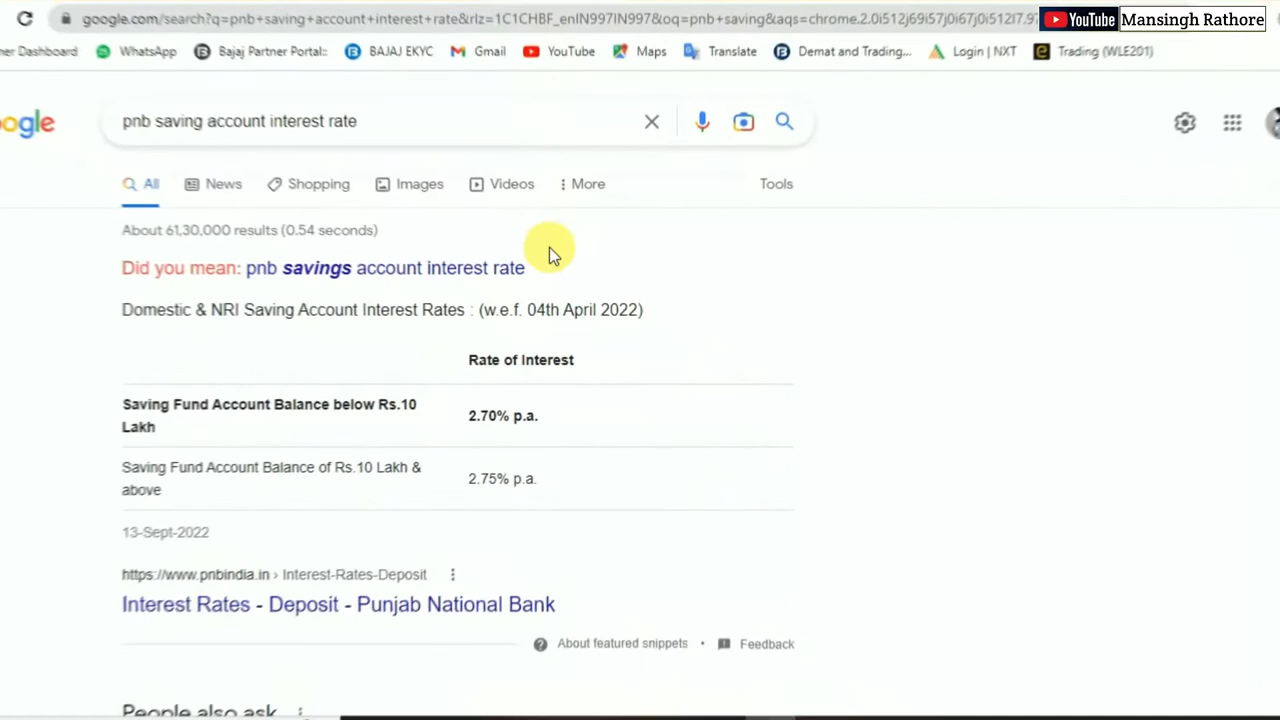 google.com/search?q=pnb+saving+account+interest+rate&rlz=1C1CHBF_enIN997IN997&oq=pnb+saving&aqs=chrome.2.0i512j69i57j0i67j0i512l7.97
YouTube Mansingh Rathore
ner Dashboard WhatsApp Bajaj Partner Portal:: BAJAJ EKYC Gmail YouTube Maps Translate Demat and Trading... Login | NXT Trading (WLE201)
ogle pnb saving account interest rate
All News Shopping Images Videos More Tools
About 61,30,000 results (0.54 seconds)
Did you mean: pnb savings account interest rate
Domestic & NRI Saving Account Interest Rates : (w.e.f. 04th April 2022)
Rate of Interest
Saving Fund Account Balance below Rs.10 Lakh
2.70% p.a.
Saving Fund Account Balance of Rs.10 Lakh & above
2.75% p.a.
13-Sept-2022
https://www.pnbindia.in › Interest-Rates-Deposit
Interest Rates - Deposit - Punjab National Bank
About featured snippets • Feedback
People also ask